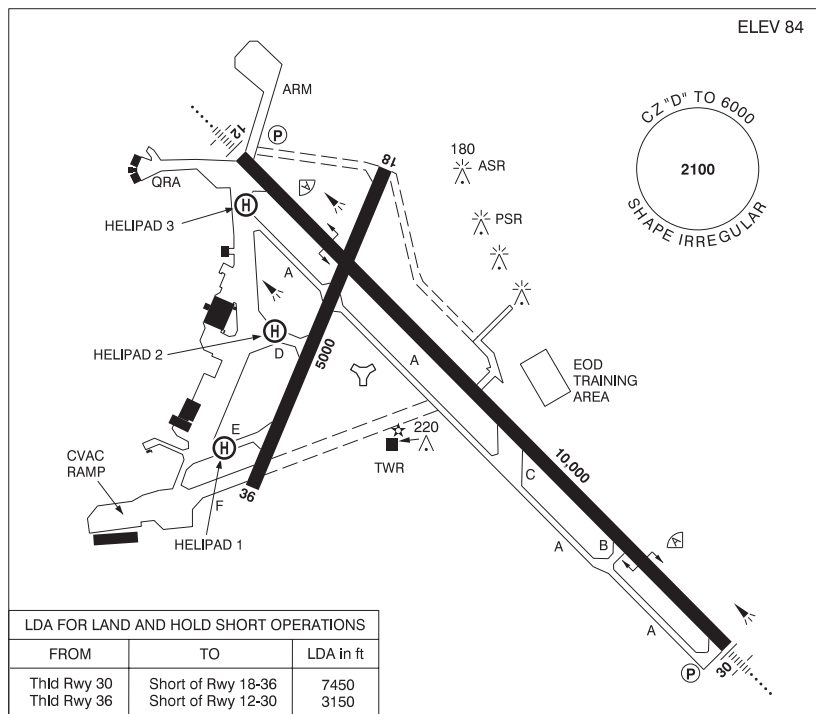 ELEV 84
ARM
12
P
18
CZ "D" TO 6000
2100
SHAPE IRREGULAR
180
ASR
QRA
A
HELIPAD 3
H
PSR
A
HELIPAD 2
H
D
5000
A
EOD
TRAINING
AREA
E
H
220
TWR
CVAC
RAMP
36
F
HELIPAD 1
10,000
C
A
B
A
A
P
30
LDA FOR LAND AND HOLD SHORT OPERATIONS
FROM TO LDA in ft
Thld Rwy 30 Short of Rwy 18-36 7450
Thld Rwy 36 Short of Rwy 12-30 3150